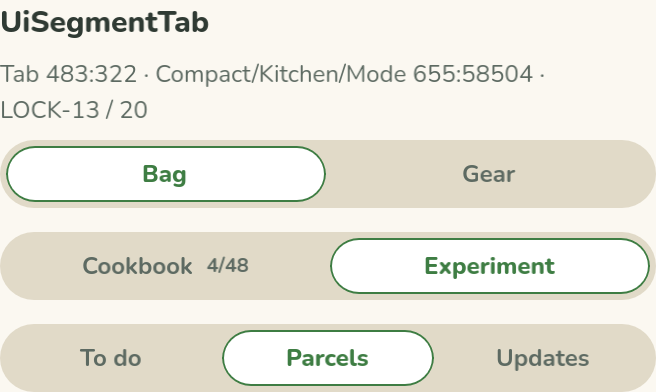 UiSegmentTab
Tab 483:322 · Compact/Kitchen/Mode 655:58504 ·
LOCK-13 / 20
Bag Gear
Cookbook 4/48 Experiment
To do Parcels Updates